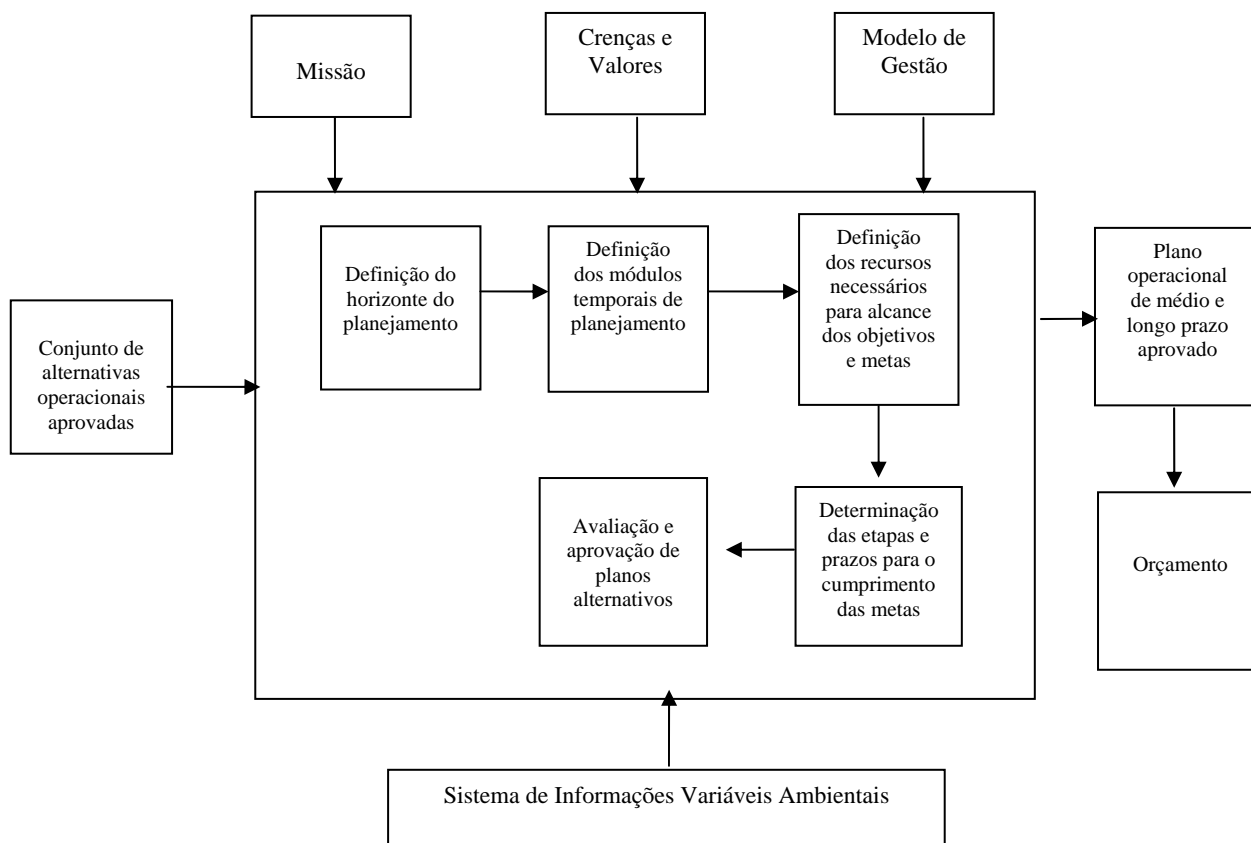 Missão
Crenças e
Valores
Modelo de
Gestão
Conjunto de
alternativas
operacionais
aprovadas
Definição do
horizonte do
planejamento
Definição
dos módulos
temporais de
planejamento
Definição
dos recursos
necessários
para alcance
dos objetivos
e metas
Determinação
das etapas e
prazos para o
cumprimento
das metas
Avaliação e
aprovação de
planos
alternativos
Plano
operacional
de médio e
longo prazo
aprovado
Orçamento
Sistema de Informações Variáveis Ambientais